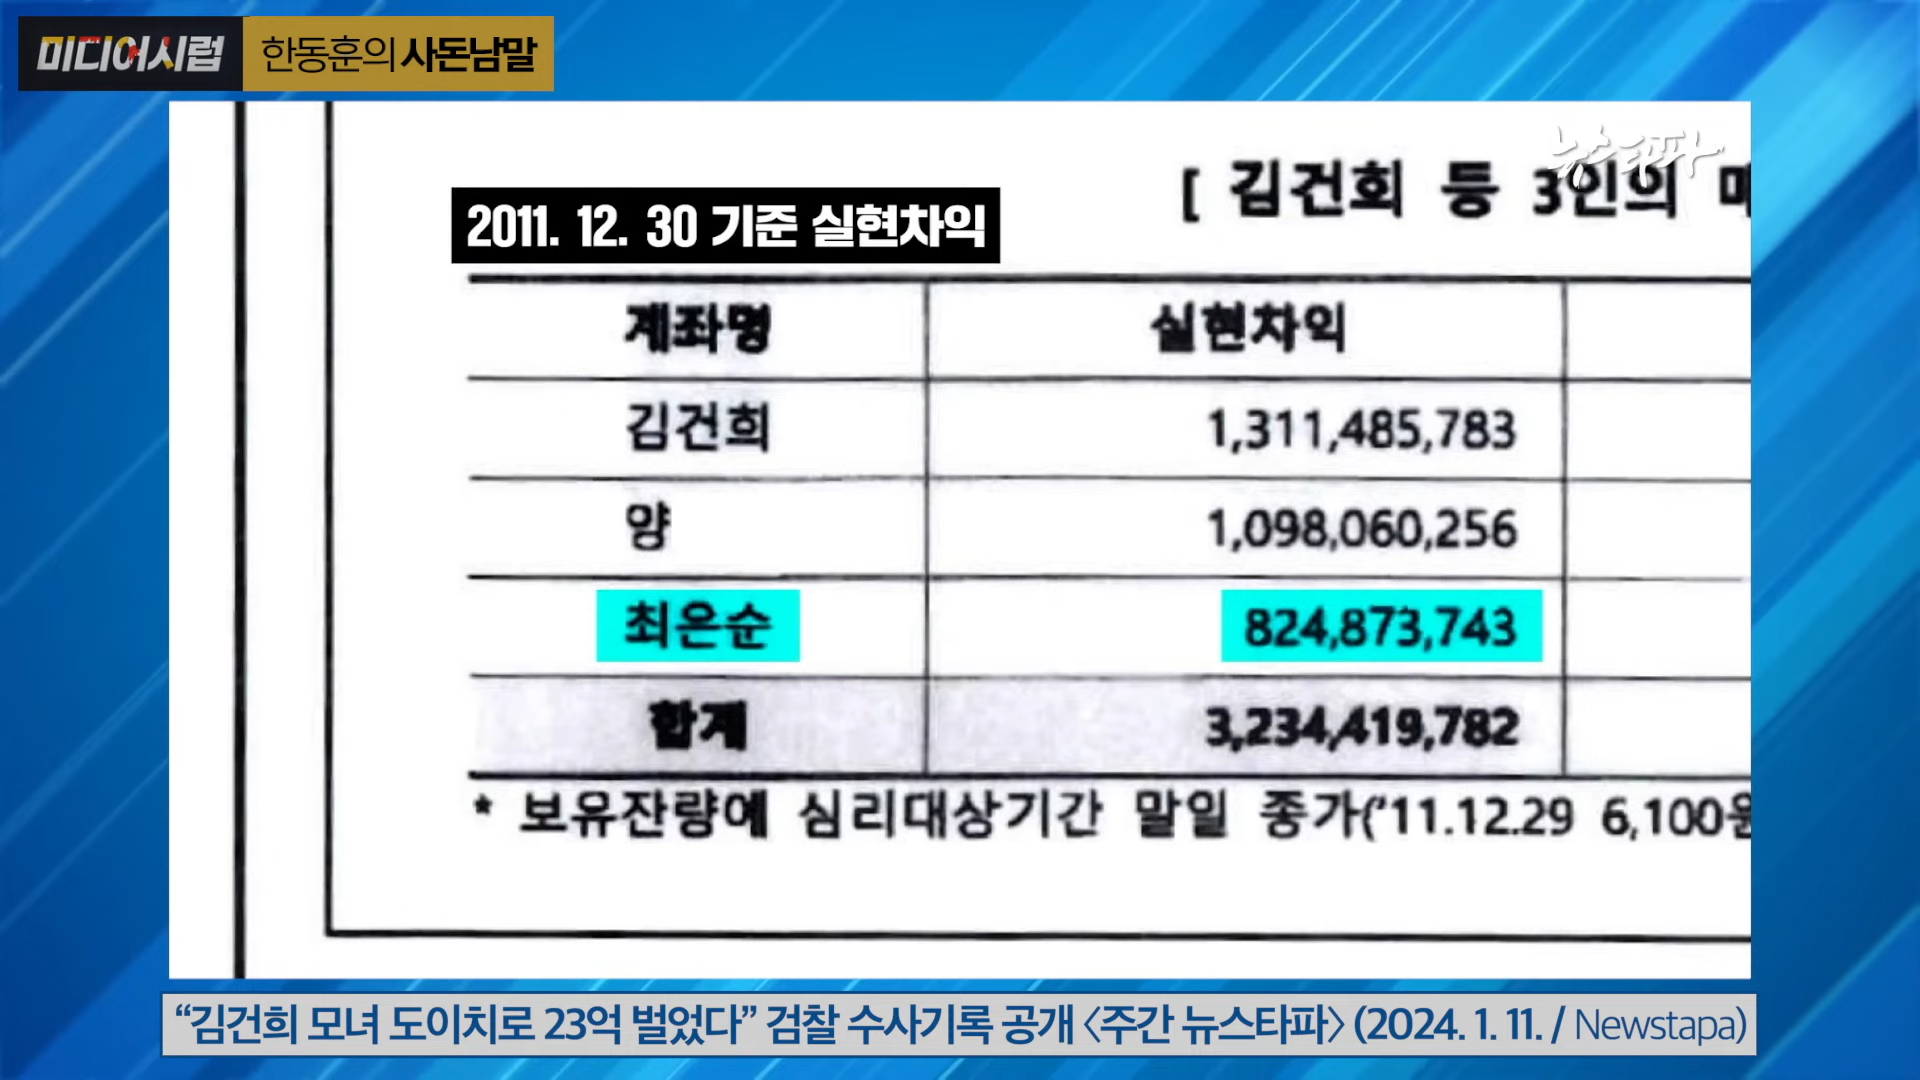 미디어시럽 한동훈의 사돈남말
뉴스타파
[ 김건희 등 3인의
2011. 12. 30 기준 실현차익
계좌명 실현차익
김건희 1,311,485,783
양 1,098,060,256
최은순 824,873,743
합계 3,234,419,782
* 보유잔량에 심리대상기간 말일 종가('11.12.29 6,100원
“김건희 모녀 도이치로 23억 벌었다” 검찰 수사기록 공개 〈주간 뉴스타파〉 (2024. 1. 11. / Newstapa)